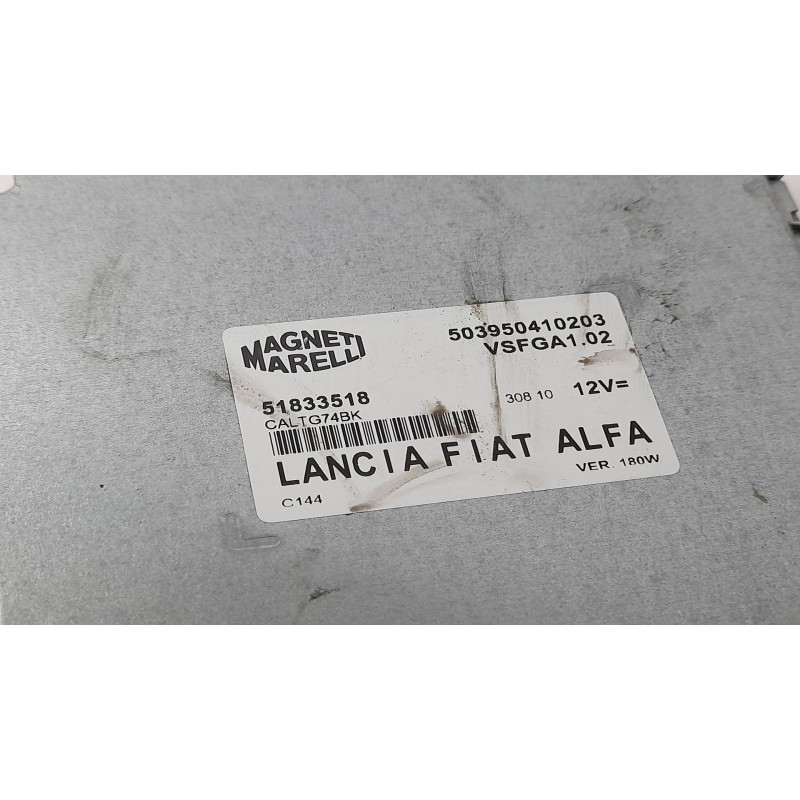 MAGNETI
MARELLI
503950410203
VSFGA1.02
51833518
308 10
12V=
CALTG74BK
LANCIA FIAT ALFA
C144
VER. 180W